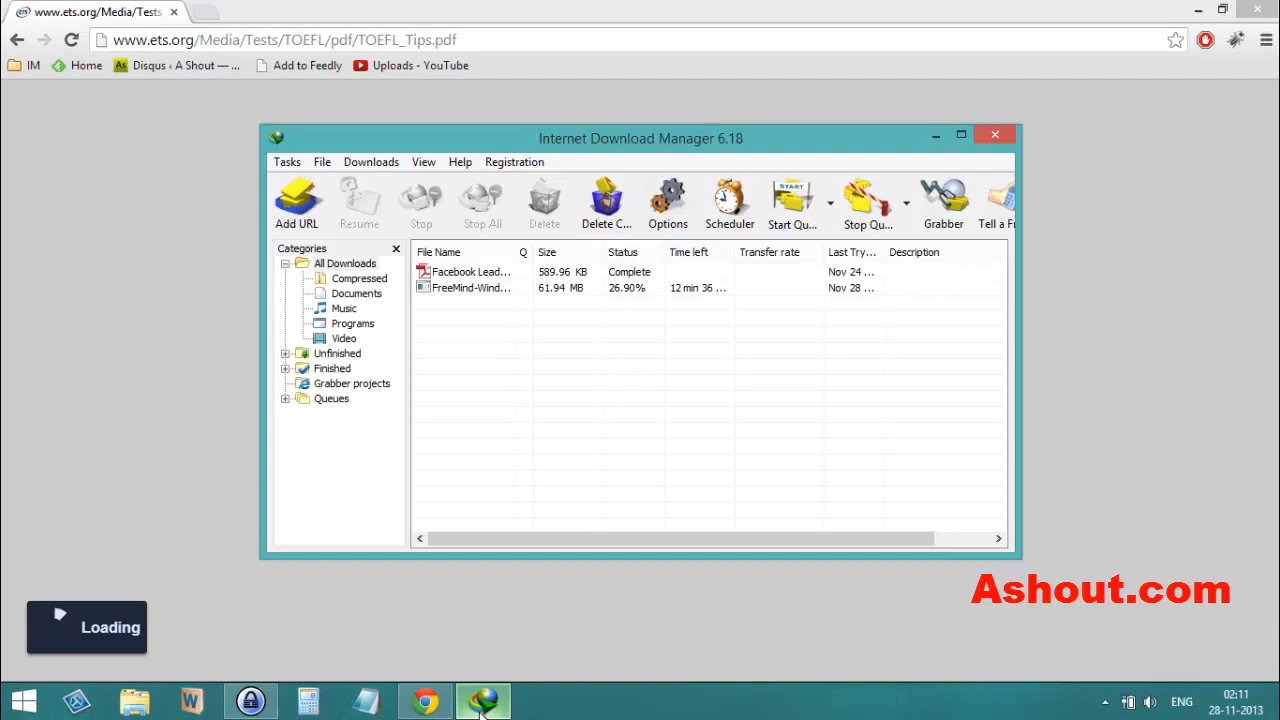 www.ets.org/Media/Tests
www.ets.org/Media/Tests/TOEFL/pdf/TOEFL_Tips.pdf
IM Home Disqus ‹ A Shout — ... Add to Feedly Uploads - YouTube
Internet Download Manager 6.18
Tasks File Downloads View Help Registration
Add URL Resume Stop Stop All Delete Delete C... Options Scheduler Start Qu... Stop Qu... Grabber Tell a Fr
Categories
File Name Q Size Status Time left Transfer rate Last Try... Description
All Downloads
Facebook Lead... 589.96 KB Complete Nov 24 ...
Compressed
FreeMind-Wind... 61.94 MB 26.90% 12 min 36 ... Nov 28 ...
Documents
Music
Programs
Video
Unfinished
Finished
Grabber projects
Queues
Ashout.com
Loading
ENG
02:11
28-11-2013